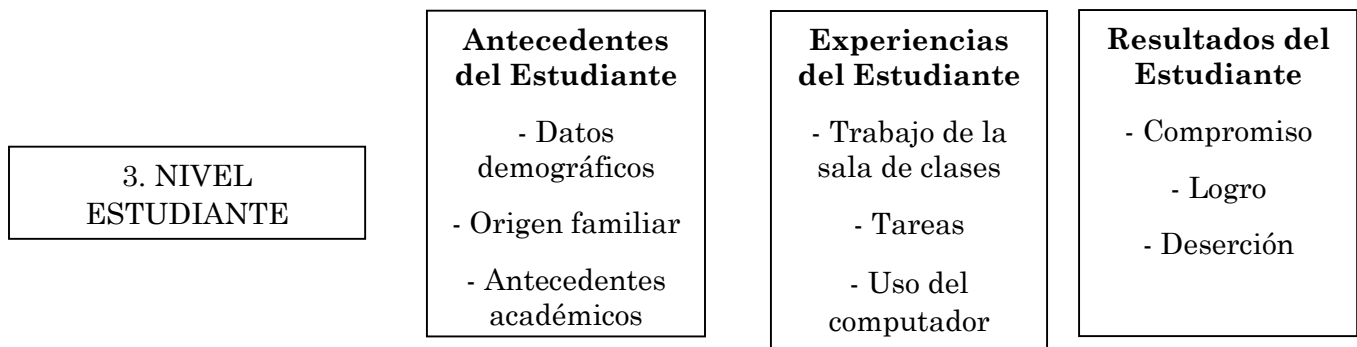 3. NIVEL
ESTUDIANTE
Antecedentes
del Estudiante
- Datos
demográficos
- Origen familiar
- Antecedentes
académicos
Experiencias
del Estudiante
- Trabajo de la
sala de clases
- Tareas
- Uso del
computador
Resultados del
Estudiante
- Compromiso
- Logro
- Deserción